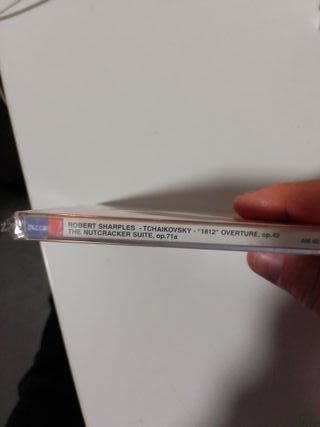 DECCA
ROBERT SHARPLES - TCHAIKOVSKY - "1812" OVERTURE, op.49
THE NUTCRACKER SUITE, op.71a